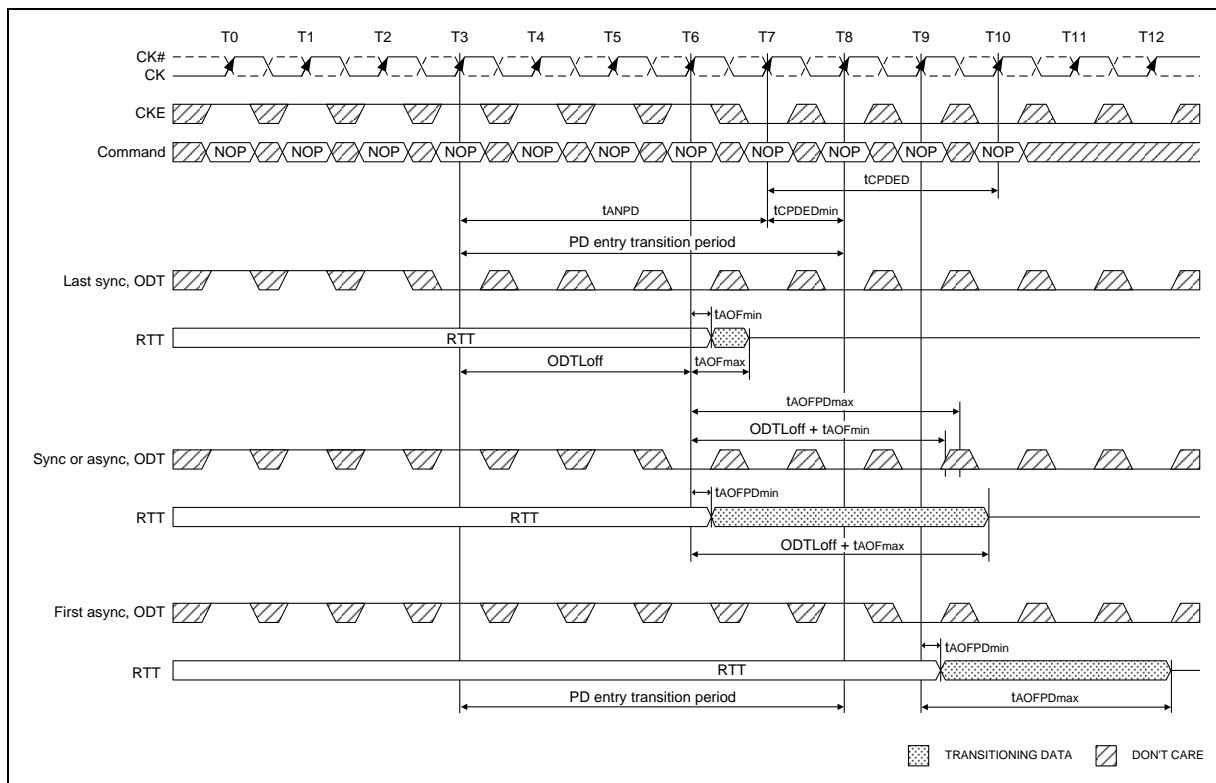 T0 T1 T2 T3 T4 T5 T6 T7 T8 T9 T10 T11 T12
CK#
CK
CKE
Command NOP NOP NOP NOP NOP NOP NOP NOP NOP NOP NOP
tCPDED
tANPD tCPDEDmin
PD entry transition period
Last sync, ODT
tAOFmin
RTT RTT
ODTLoff tAOFmax
tAOFPDmax
ODTLoff + tAOFmin
Sync or async, ODT
tAOFPDmin
RTT RTT
ODTLoff + tAOFmax
First async, ODT
tAOFPDmin
RTT RTT
PD entry transition period tAOFPDmax
TRANSITIONING DATA DON'T CARE